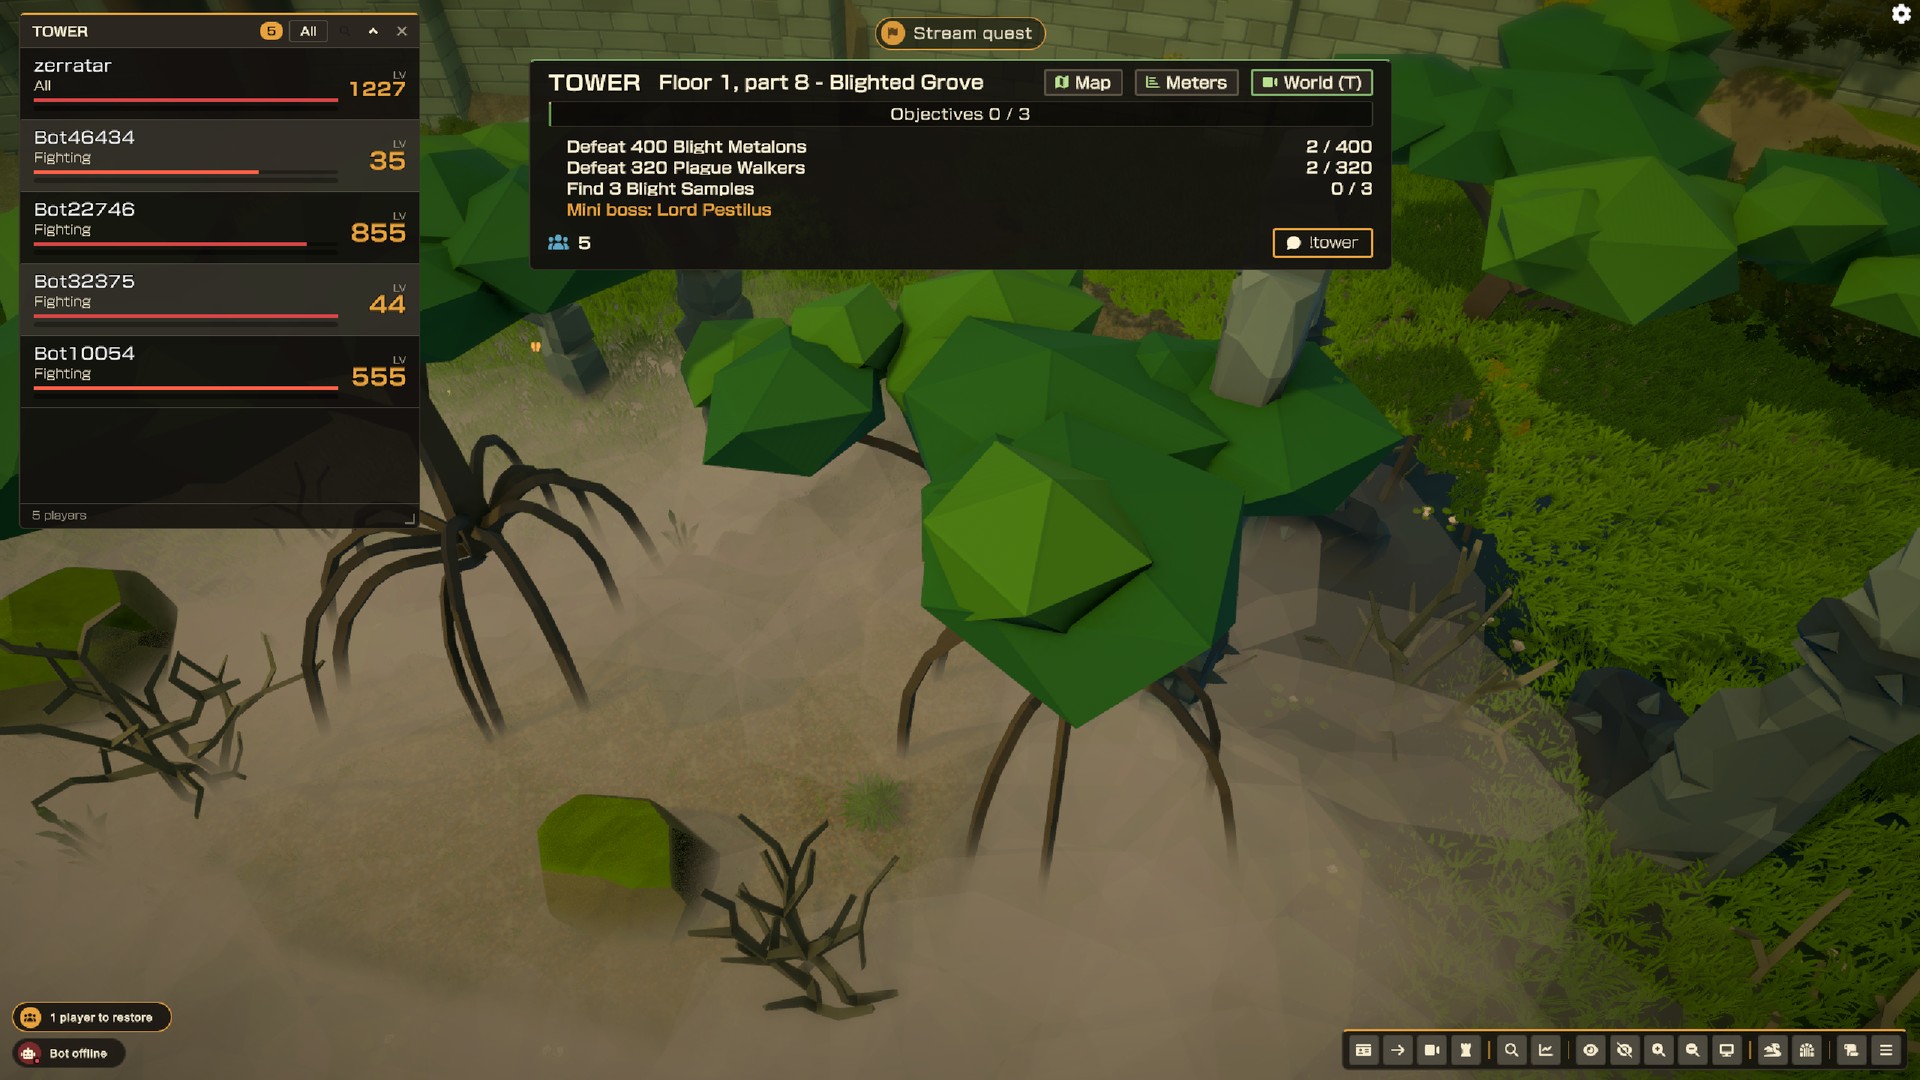 TOWER
5
All
zerratar
All
LV
1227
Bot46434
Fighting
LV
35
Bot22746
Fighting
LV
855
Bot32375
Fighting
LV
44
Bot10054
Fighting
LV
555
5 players
Stream quest
TOWER Floor 1, part 8 - Blighted Grove
Map
Meters
World (T)
Objectives 0 / 3
Defeat 400 Blight Metalons 2 / 400
Defeat 320 Plague Walkers 2 / 320
Find 3 Blight Samples 0 / 3
Mini boss: Lord Pestilus
5
!tower
1 player to restore
Bot offline